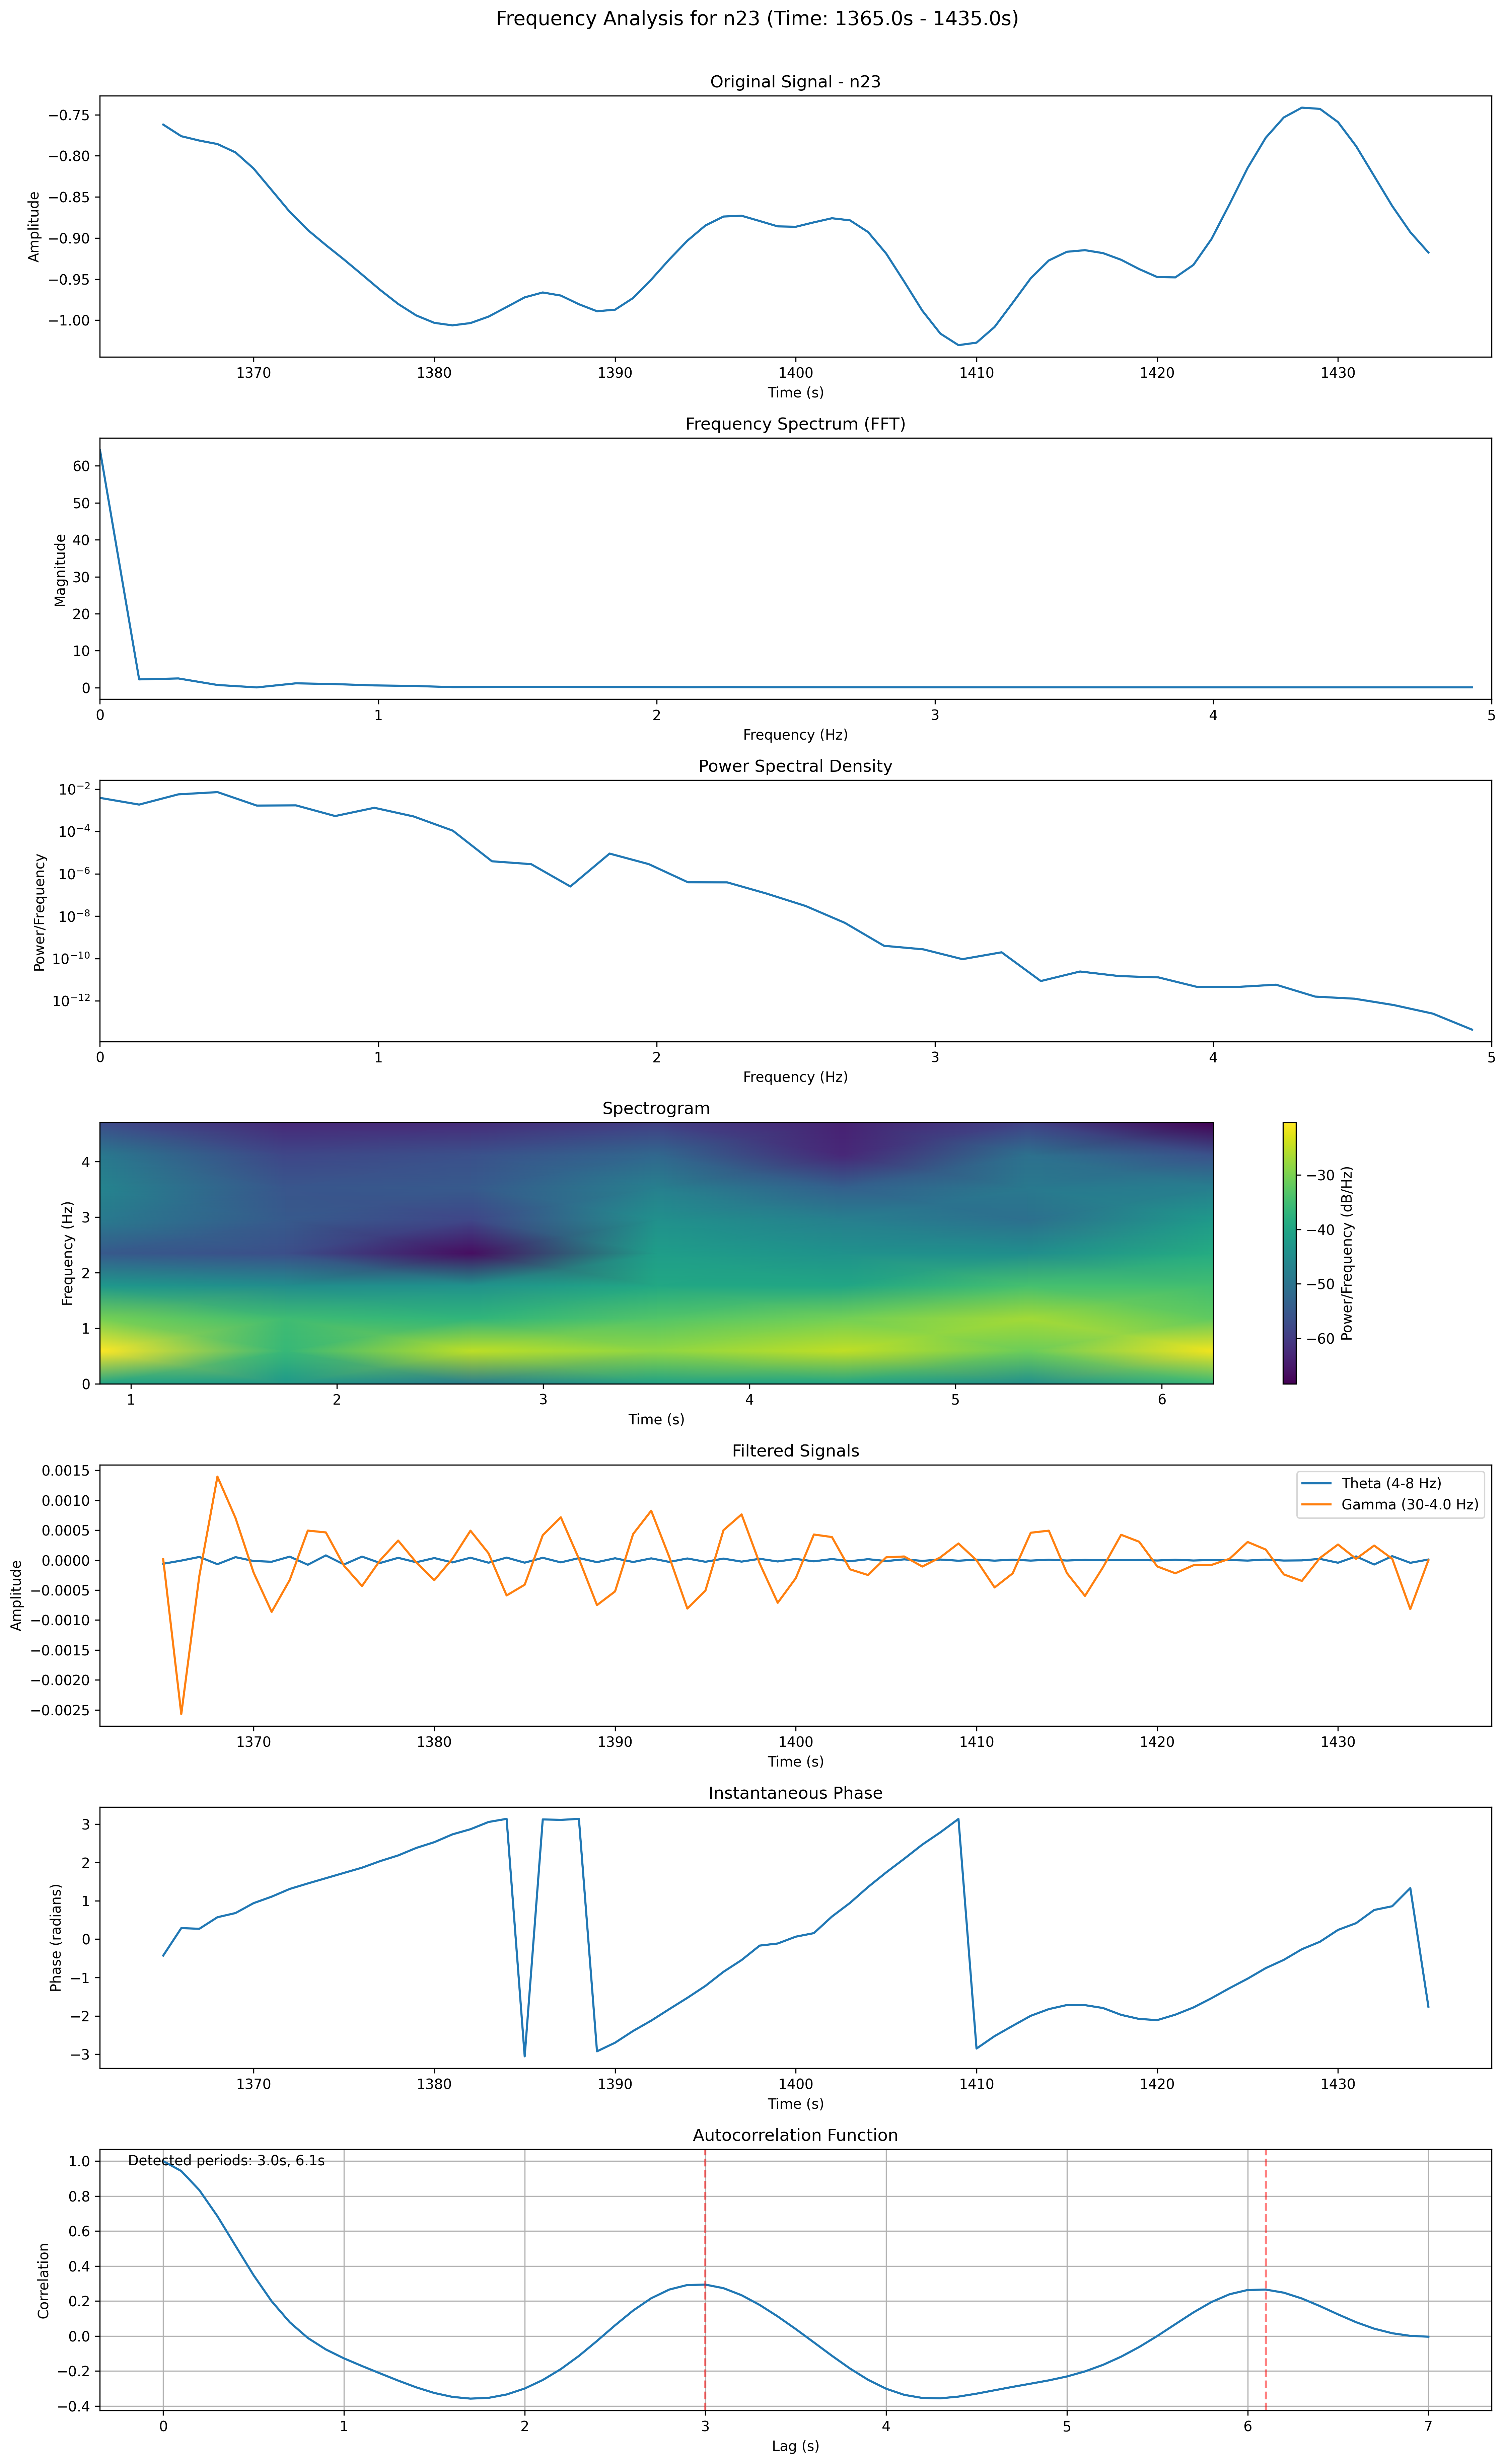 Frequency Analysis for n23 (Time: 1365.0s - 1435.0s)
Original Signal - n23
Amplitude
−0.75
−0.80
−0.85
−0.90
−0.95
−1.00
1370 1380 1390 1400 1410 1420 1430
Time (s)
Frequency Spectrum (FFT)
Magnitude
60
50
40
30
20
10
0
0 1 2 3 4 5
Frequency (Hz)
Power Spectral Density
Power/Frequency
10⁻²
10⁻⁴
10⁻⁶
10⁻⁸
10⁻¹⁰
10⁻¹²
0 1 2 3 4 5
Frequency (Hz)
Spectrogram
Frequency (Hz)
4
3
2
1
0
1 2 3 4 5 6
Time (s)
−30
−40
−50
−60
Power/Frequency (dB/Hz)
Filtered Signals
Amplitude
0.0015
0.0010
0.0005
0.0000
−0.0005
−0.0010
−0.0015
−0.0020
−0.0025
Theta (4-8 Hz)
Gamma (30-4.0 Hz)
1370 1380 1390 1400 1410 1420 1430
Time (s)
Instantaneous Phase
Phase (radians)
3
2
1
0
−1
−2
−3
1370 1380 1390 1400 1410 1420 1430
Time (s)
Autocorrelation Function
Detected periods: 3.0s, 6.1s
Correlation
1.0
0.8
0.6
0.4
0.2
0.0
−0.2
−0.4
0 1 2 3 4 5 6 7
Lag (s)